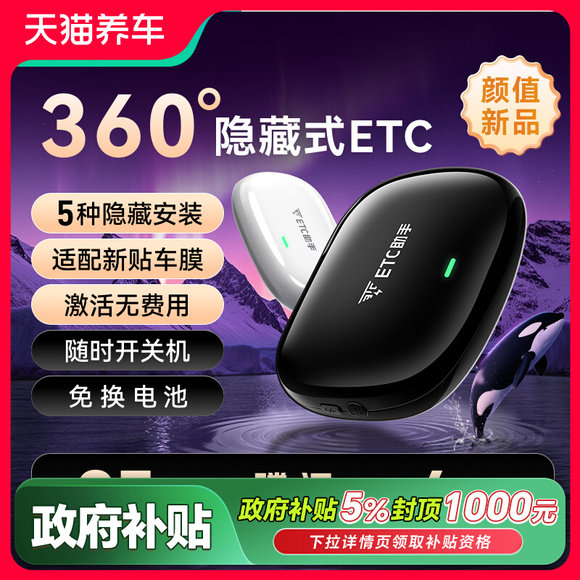 天猫养车
360°隐藏式ETC
颜值
新品
5种隐藏安装
适配新贴车膜
激活无费用
随时开关机
免换电池
ETC助手
ETC助手
政府补贴
政府补贴5%封顶1000元
下拉详情页领取补贴资格